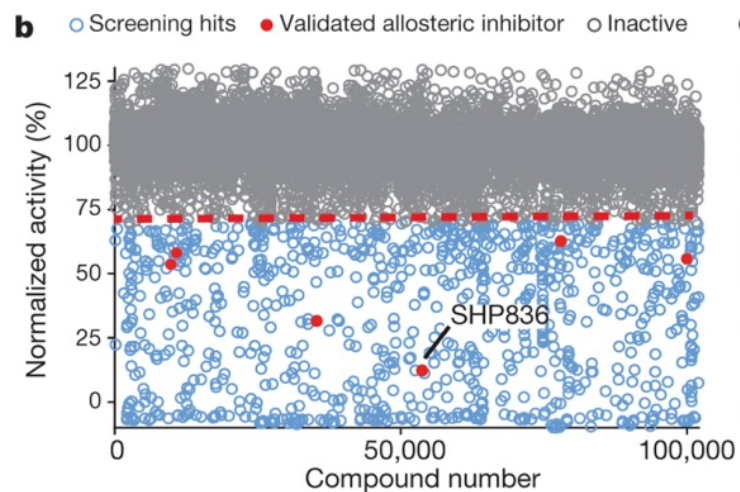 b
Screening hits Validated allosteric inhibitor Inactive
Normalized activity (%)
125
100
75
50
25
0
SHP836
0 50,000 100,000
Compound number